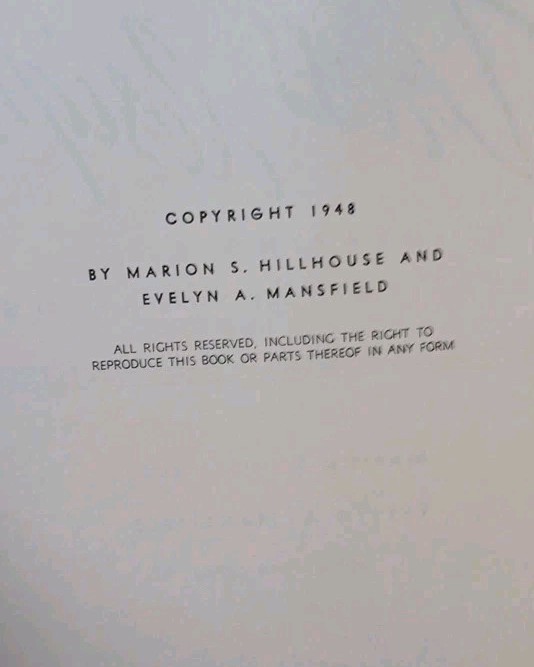 COPYRIGHT 1948
BY MARION S. HILLHOUSE AND
EVELYN A. MANSFIELD
ALL RIGHTS RESERVED, INCLUDING THE RIGHT TO
REPRODUCE THIS BOOK OR PARTS THEREOF IN ANY FORM